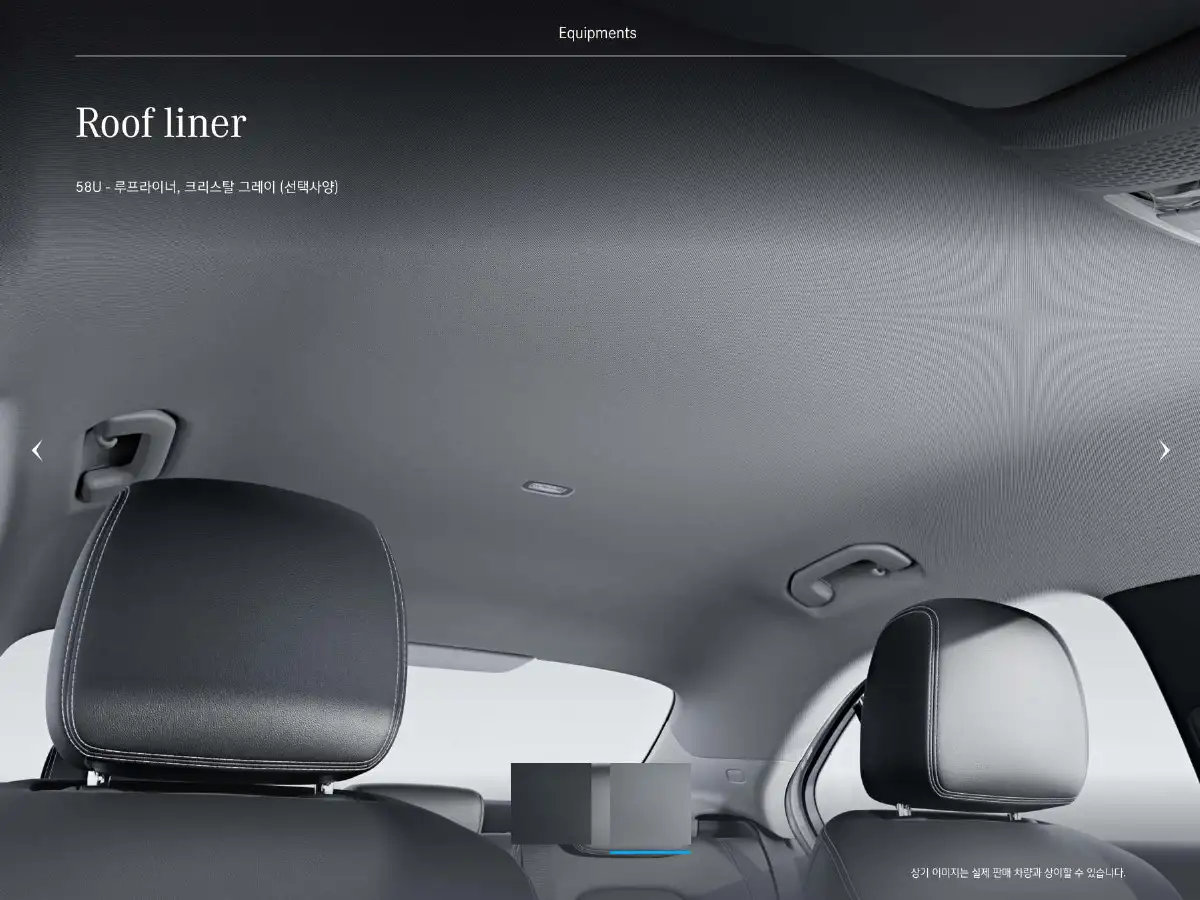 Equipments
Roof liner
58U - 루프라이너, 크리스탈 그레이 (선택사양)
상기 이미지는 실제 판매 차량과 상이할 수 있습니다.